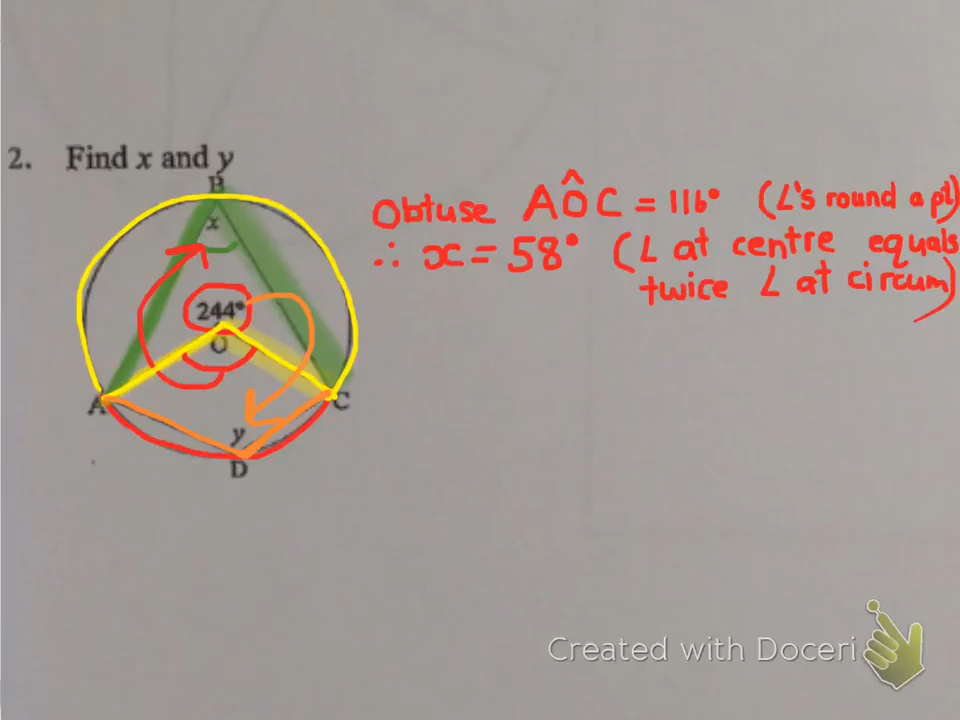 2. Find x and y
B
x
Obtuse AÔC = 116° (∠'s round a pt)
∴ x = 58° (∠ at centre equals
twice ∠ at circum)
244°
O
A
C
y
D
Created with Doceri